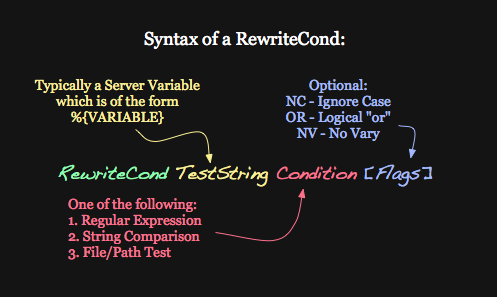 Syntax of a RewriteCond:
Typically a Server Variable
which is of the form
%{VARIABLE}
Optional:
NC - Ignore Case
OR - Logical "or"
NV - No Vary
RewriteCond TestString Condition [Flags]
One of the following:
1. Regular Expression
2. String Comparison
3. File/Path Test